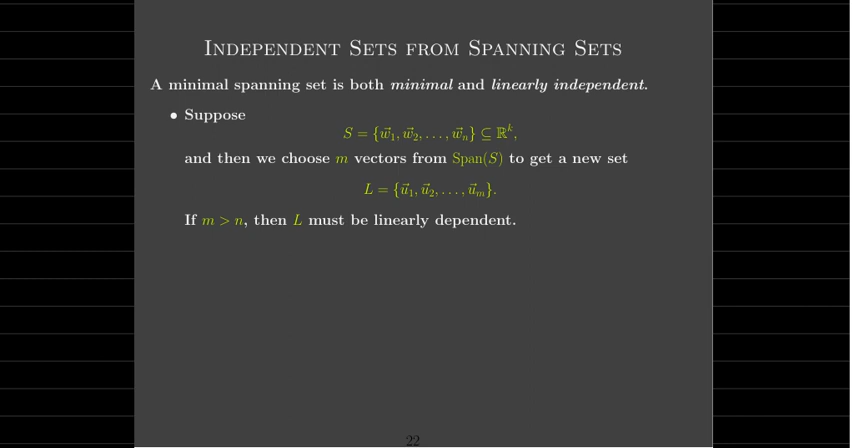 Independent Sets from Spanning Sets
A minimal spanning set is both minimal and linearly independent.
• Suppose
S = {w⃗₁, w⃗₂, . . . , w⃗ₙ} ⊆ ℝᵏ,
and then we choose m vectors from Span(S) to get a new set
L = {u⃗₁, u⃗₂, . . . , u⃗ₘ}.
If m > n, then L must be linearly dependent.
22